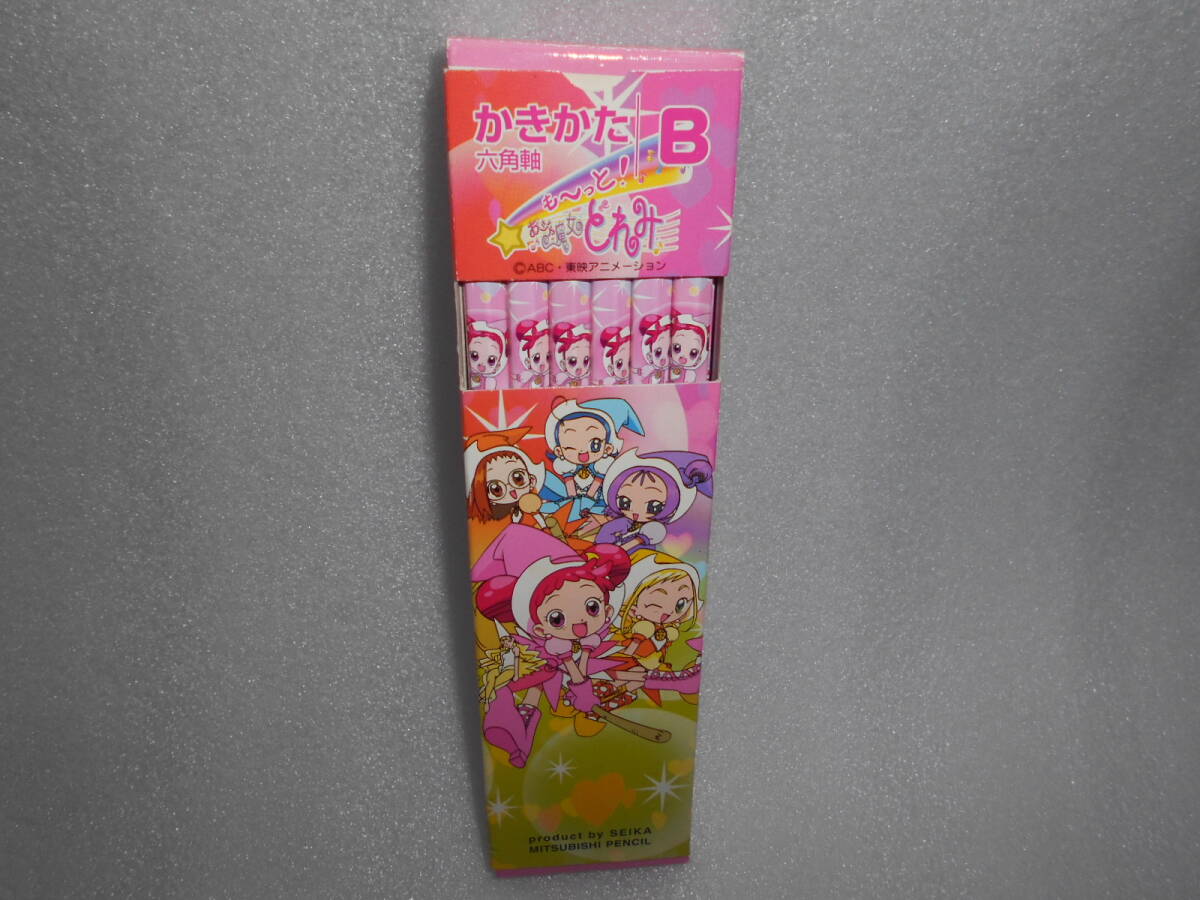 かきかた B
六角軸
も〜っと！
おジャ魔女
どれみ
©ABC・東映アニメーション
product by SEIKA
MITSUBISHI PENCIL